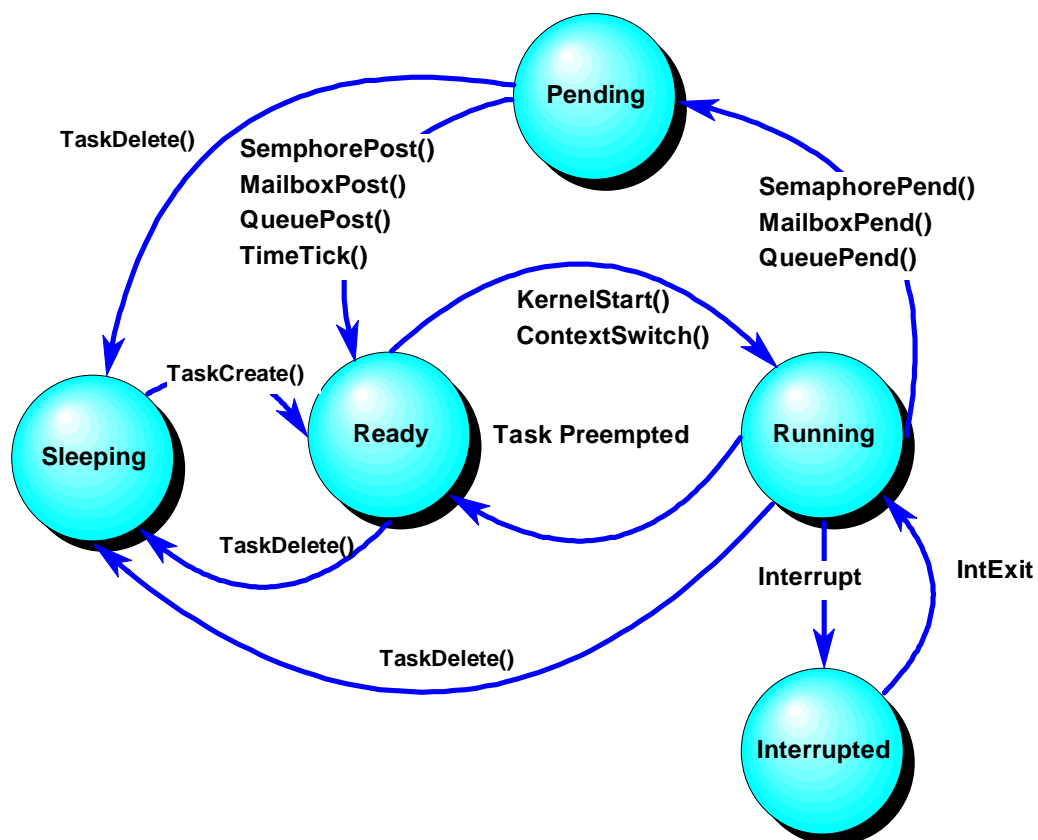 Pending
TaskDelete()
SemphorePost()
MailboxPost()
QueuePost()
TimeTick()
SemaphorePend()
MailboxPend()
QueuePend()
KernelStart()
ContextSwitch()
TaskCreate()
Sleeping
Ready
Task Preempted
Running
TaskDelete()
Interrupt
IntExit
TaskDelete()
Interrupted